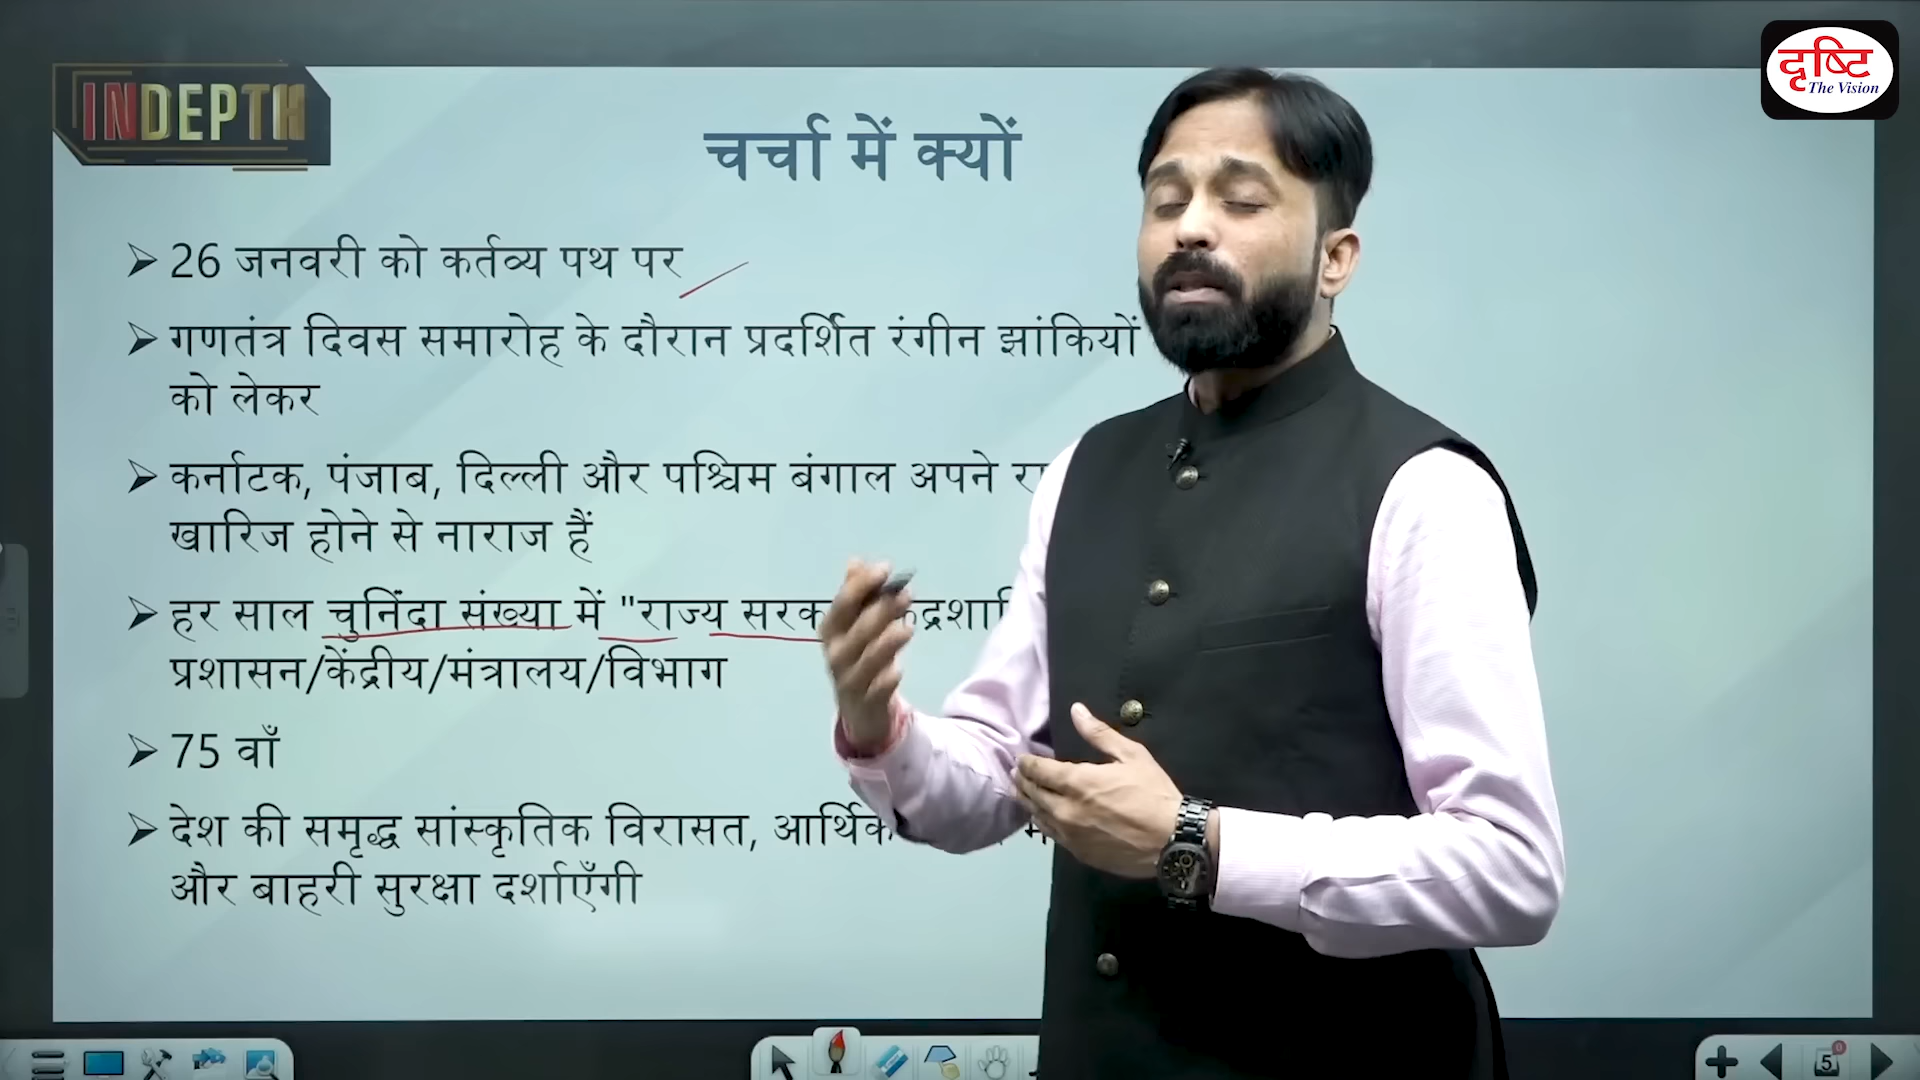 INDEPTH
दृष्टि
The Vision
चर्चा में क्यों
➢ 26 जनवरी को कर्तव्य पथ पर
➢ गणतंत्र दिवस समारोह के दौरान प्रदर्शित रंगीन झांकियों
को लेकर
➢ कर्नाटक, पंजाब, दिल्ली और पश्चिम बंगाल अपने
खारिज होने से नाराज हैं
➢ हर साल चुनिंदा संख्या में "राज्य
प्रशासन/केंद्रीय/मंत्रालय/विभाग
➢ 75 वाँ
➢ देश की समृद्ध सांस्कृतिक विरासत,
और बाहरी सुरक्षा दर्शाएँगी
5